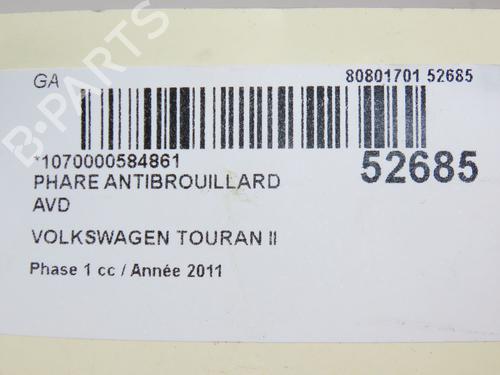 GA
80801701 52685
*1070000584861
52685
PHARE ANTIBROUILLARD
AVD
VOLKSWAGEN TOURAN II
Phase 1 cc / Année 2011
B-PARTS